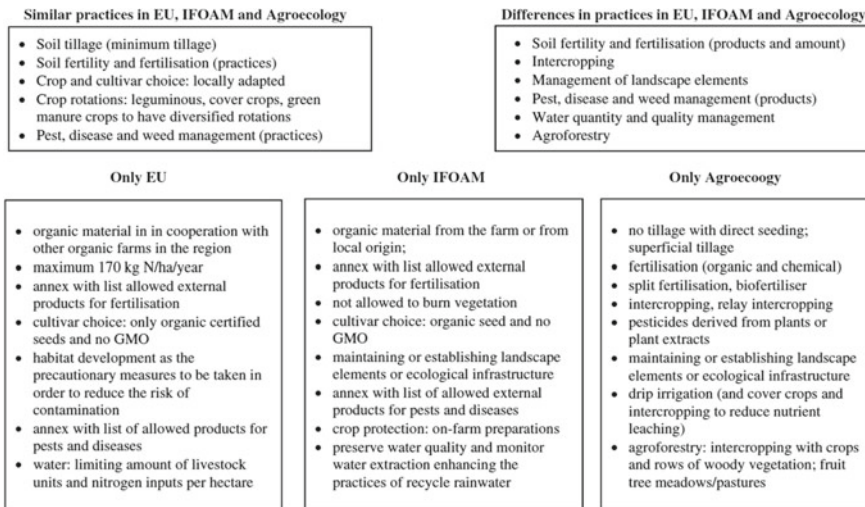 Similar practices in EU, IFOAM and Agroecology
• Soil tillage (minimum tillage)
• Soil fertility and fertilisation (practices)
• Crop and cultivar choice: locally adapted
• Crop rotations: leguminous, cover crops, green
manure crops to have diversified rotations
• Pest, disease and weed management (practices)
Differences in practices in EU, IFOAM and Agroecology
• Soil fertility and fertilisation (products and amount)
• Intercropping
• Management of landscape elements
• Pest, disease and weed management (products)
• Water quantity and quality management
• Agroforestry
Only EU
• organic material in in cooperation with
other organic farms in the region
• maximum 170 kg N/ha/year
• annex with list allowed external
products for fertilisation
• cultivar choice: only organic certified
seeds and no GMO
• habitat development as the
precautionary measures to be taken in
order to reduce the risk of
contamination
• annex with list of allowed products for
pests and diseases
• water: limiting amount of livestock
units and nitrogen inputs per hectare
Only IFOAM
• organic material from the farm or from
local origin;
• annex with list allowed external
products for fertilisation
• not allowed to burn vegetation
• cultivar choice: organic seed and no
GMO
• maintaining or establishing landscape
elements or ecological infrastructure
• annex with list of allowed external
products for pests and diseases
• crop protection: on-farm preparations
• preserve water quality and monitor
water extraction enhancing the
practices of recycle rainwater
Only Agroecoogy
• no tillage with direct seeding;
superficial tillage
• fertilisation (organic and chemical)
• split fertilisation, biofertiliser
• intercropping, relay intercropping
• pesticides derived from plants or
plant extracts
• maintaining or establishing landscape
elements or ecological infrastructure
• drip irrigation (and cover crops and
intercropping to reduce nutrient
leaching)
• agroforestry: intercropping with crops
and rows of woody vegetation; fruit
tree meadows/pastures